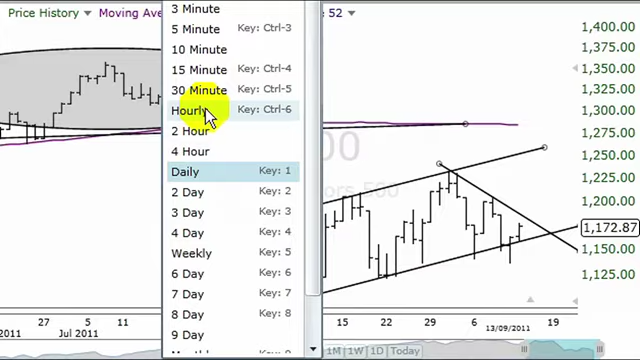 Price History
Moving Ave
52
3 Minute
5 Minute Key: Ctrl-3
10 Minute
15 Minute Key: Ctrl-4
30 Minute Key: Ctrl-5
Hourly Key: Ctrl-6
2 Hour
4 Hour
Daily Key: 1
2 Day Key: 2
3 Day Key: 3
4 Day Key: 4
Weekly Key: 5
6 Day Key: 6
7 Day Key: 7
8 Day Key: 8
9 Day
1,400.00
1,375.00
1,350.00
1,325.00
1,300.00
1,275.00
1,250.00
1,225.00
1,200.00
1,172.87
1,150.00
1,125.00
00
ors 500
27 5 11
2011 Jul 2011
15 22 29 6 13/09/2011 19
1M 1W 1D Today